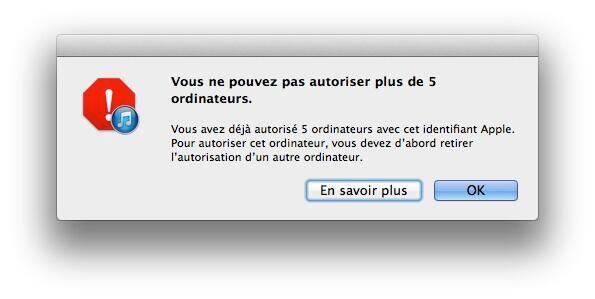 Vous ne pouvez pas autoriser plus de 5
ordinateurs.
Vous avez déjà autorisé 5 ordinateurs avec cet identifiant Apple.
Pour autoriser cet ordinateur, vous devez d'abord retirer
l'autorisation d'un autre ordinateur.
En savoir plus
OK